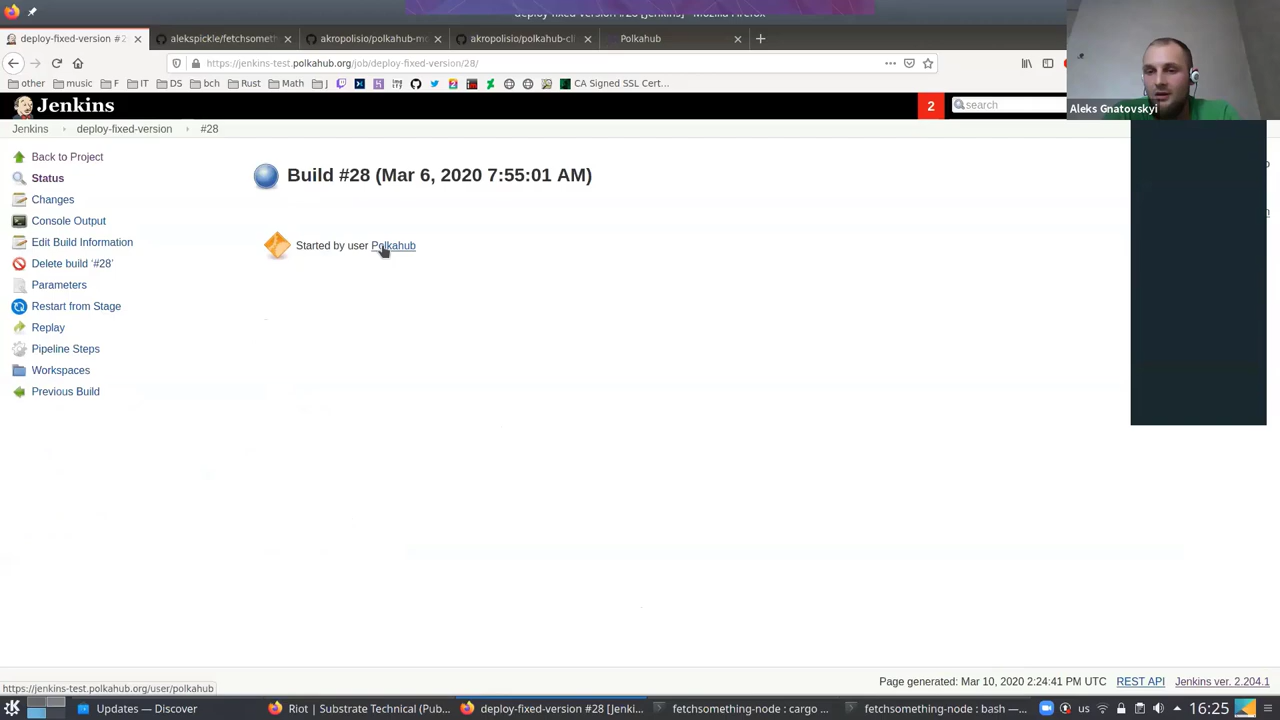 deploy-fixed-version #28 [Jenkins] - Mozilla Firefox
deploy-fixed-version #2
alekspickle/fetchsometh
akropolisio/polkahub-mo
akropolisio/polkahub-cli
Polkahub
https://jenkins-test.polkahub.org/job/deploy-fixed-version/28/
other
music
F
IT
DS
bch
Rust
Math
CA Signed SSL Cert…
Jenkins
2
search
Aleks Gnatovskyi
Jenkins
deploy-fixed-version
#28
Back to Project
Status
Changes
Console Output
Edit Build Information
Delete build ‘#28’
Parameters
Restart from Stage
Replay
Pipeline Steps
Workspaces
Previous Build
Build #28 (Mar 6, 2020 7:55:01 AM)
Started by user Polkahub
https://jenkins-test.polkahub.org/user/polkahub
Page generated: Mar 10, 2020 2:24:41 PM UTC
REST API
Jenkins ver. 2.204.1
Updates — Discover
Riot | Substrate Technical (Pub…
deploy-fixed-version #28 [Jenki…
fetchsomething-node : cargo …
fetchsomething-node : bash —…
us
16:25